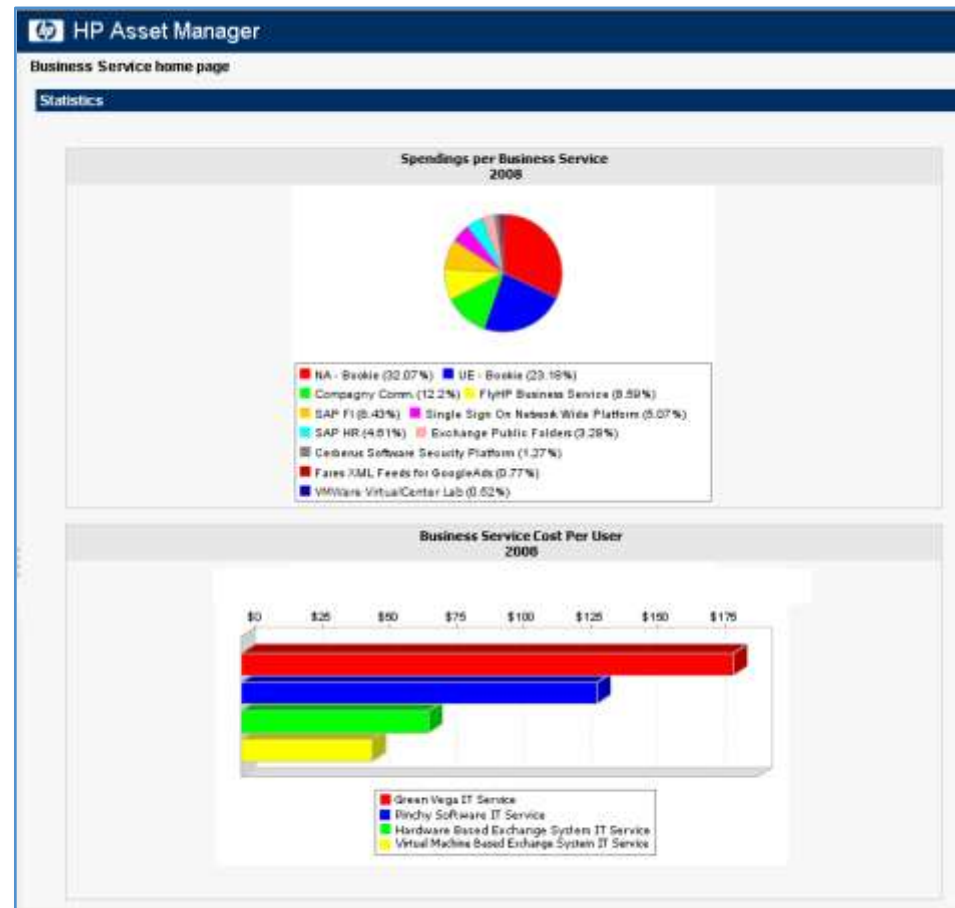 hp HP Asset Manager
Business Service home page
Statistics
Spendings per Business Service
2008
NA - Bookie (32.07%) UE - Bookie (23.18%)
Compagny Comm. (12.2%) FlyHP Business Service (8.59%)
SAP FI (8.43%) Single Sign On Network Wide Platform (5.07%)
SAP HR (4.61%) Exchange Public Folders (3.28%)
Cerberus Software Security Platform (1.27%)
Fares XML Feeds for GoogleAds (0.77%)
VMWare VirtualCenter Lab (0.52%)
Business Service Cost Per User
2008
$0 $25 $50 $75 $100 $125 $150 $175
Green Vega IT Service
Pinchy Software IT Service
Hardware Based Exchange System IT Service
Virtual Machine Based Exchange System IT Service